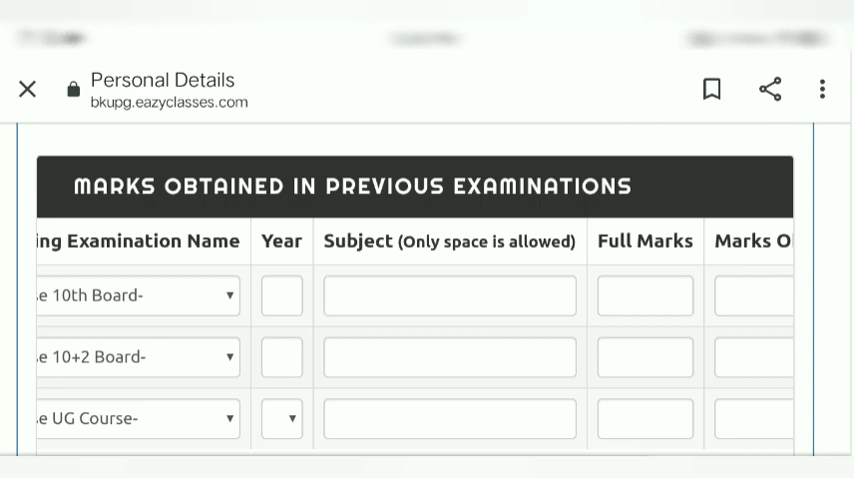 Personal Details
bkupg.eazyclasses.com
MARKS OBTAINED IN PREVIOUS EXAMINATIONS
ing Examination Name Year Subject (Only space is allowed) Full Marks Marks O
e 10th Board-
e 10+2 Board-
e UG Course-